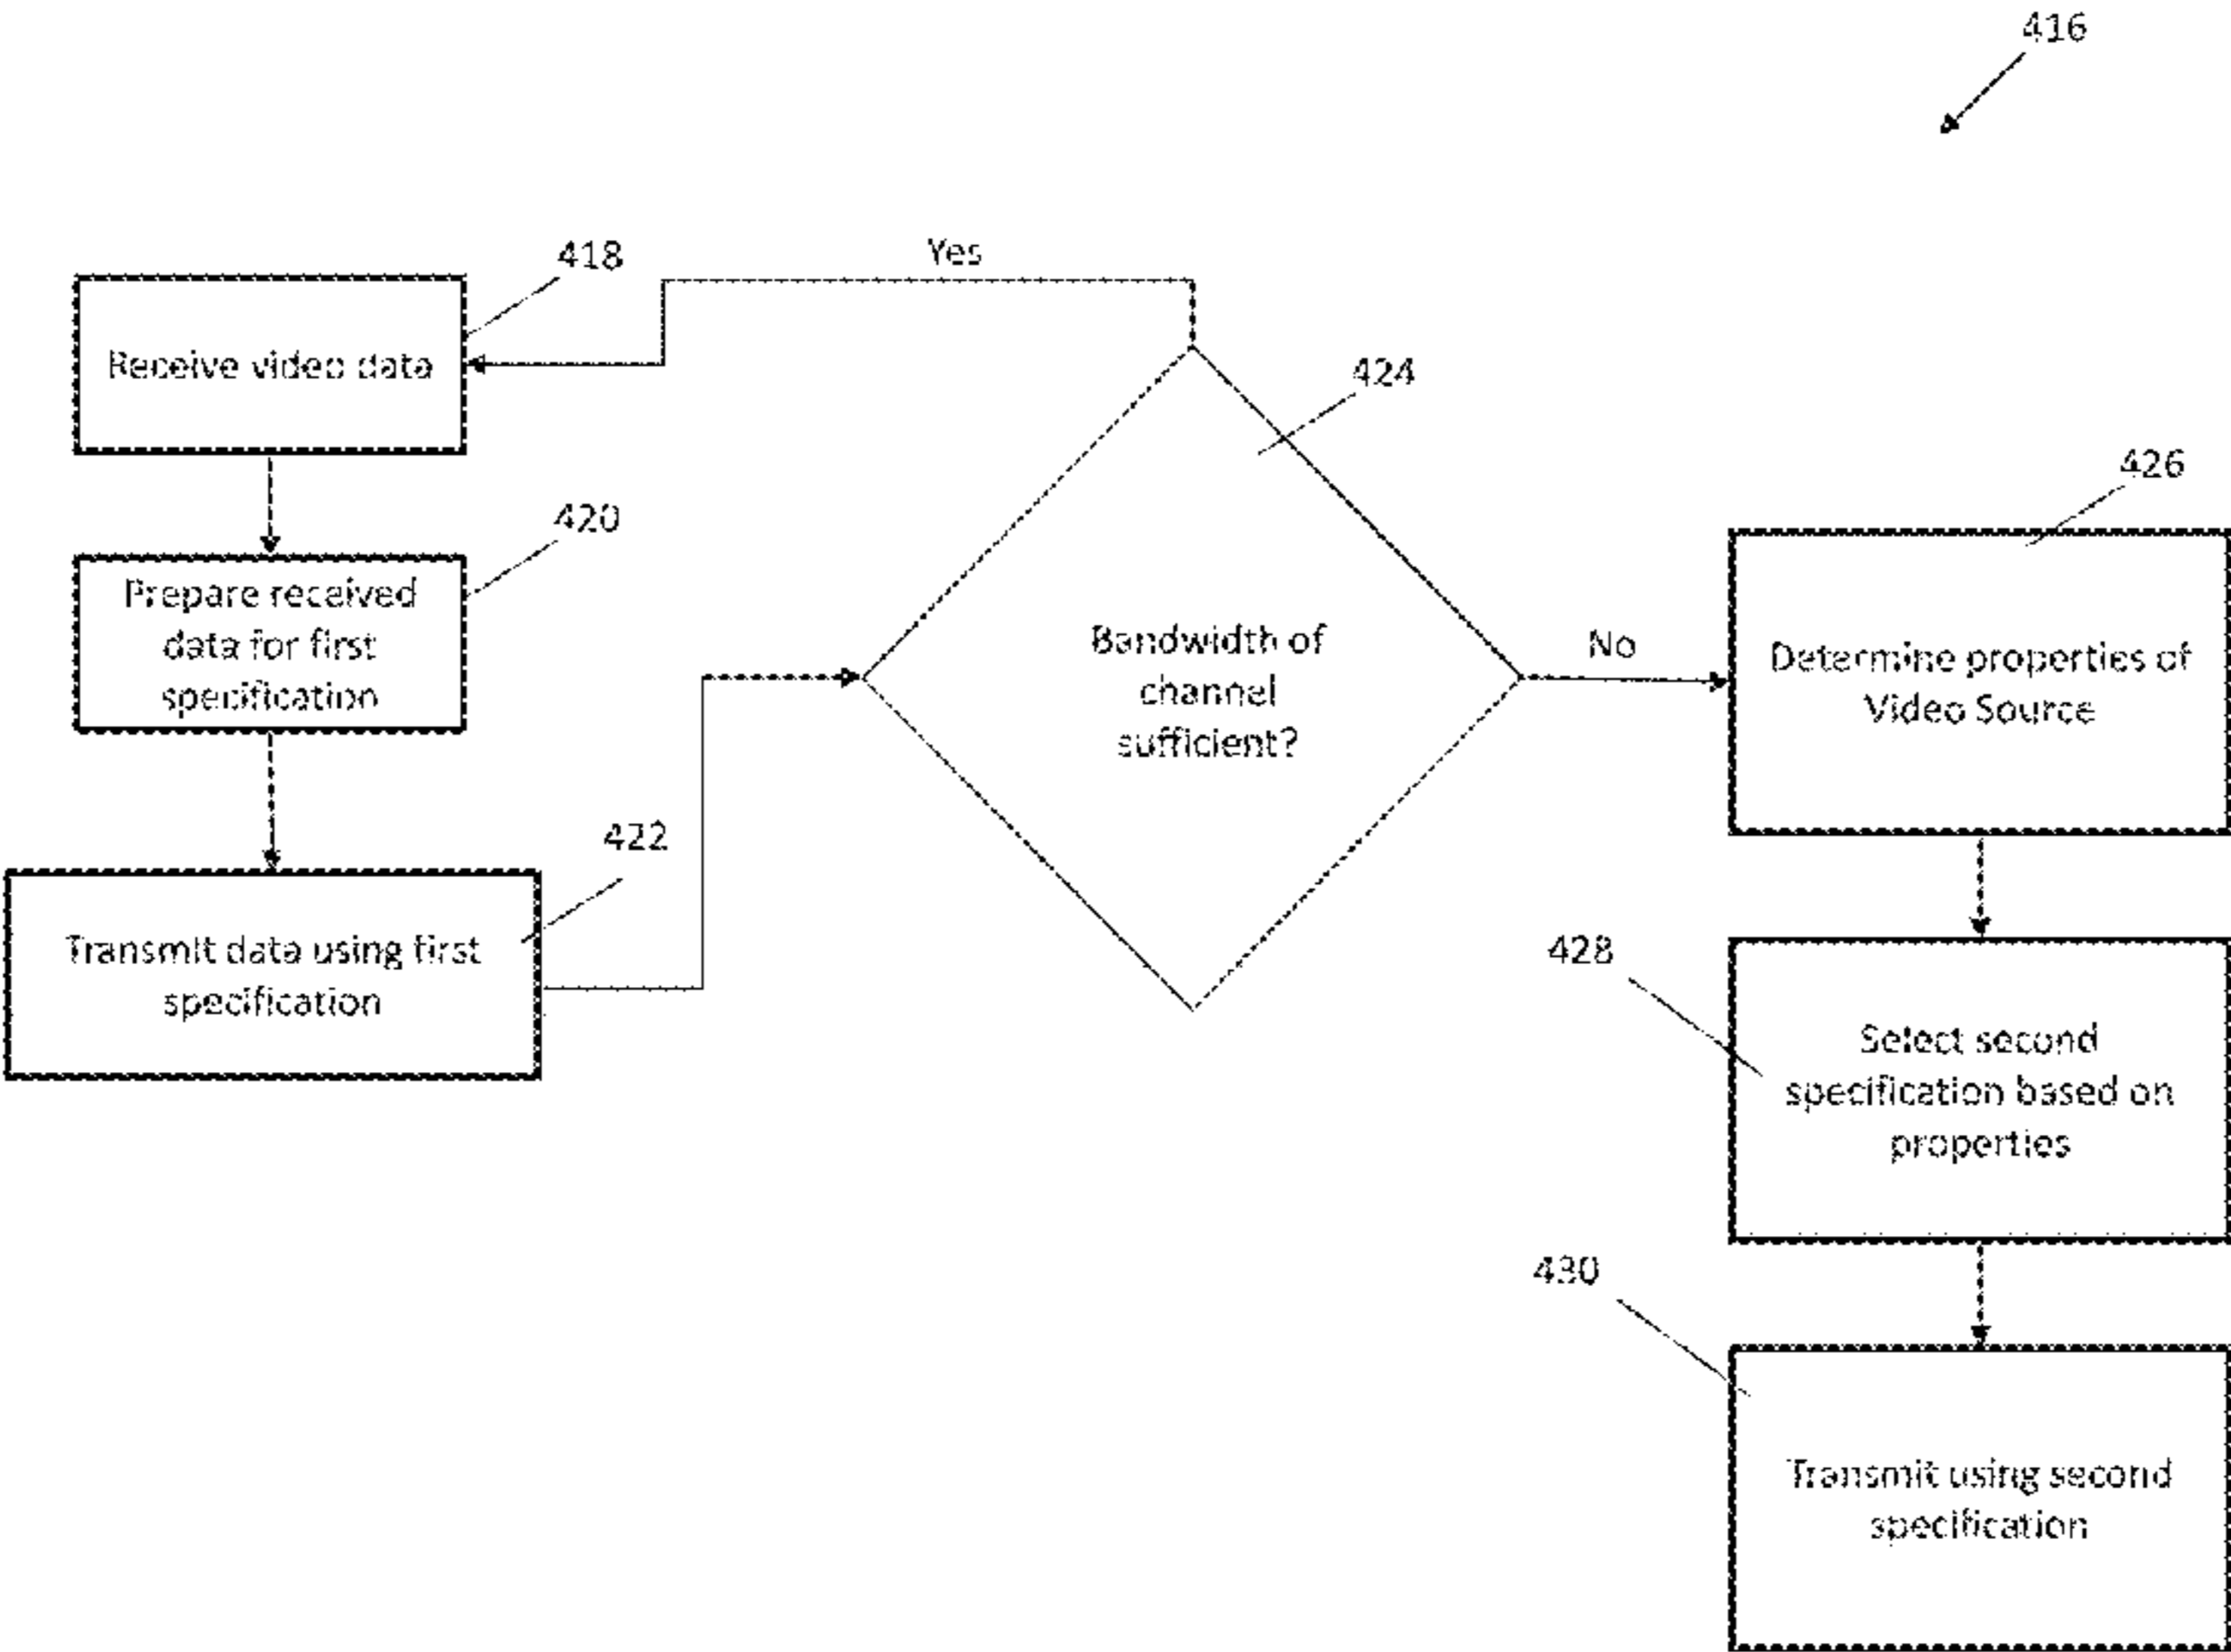 416
418
Yes
Receive video data
424
420
Prepare received
data for first
specification
426
Bandwidth of
channel
sufficient?
No
Determine properties of
Video Source
422
Transmit data using first
specification
428
Select second
specification based on
properties
430
Transmit using second
specification